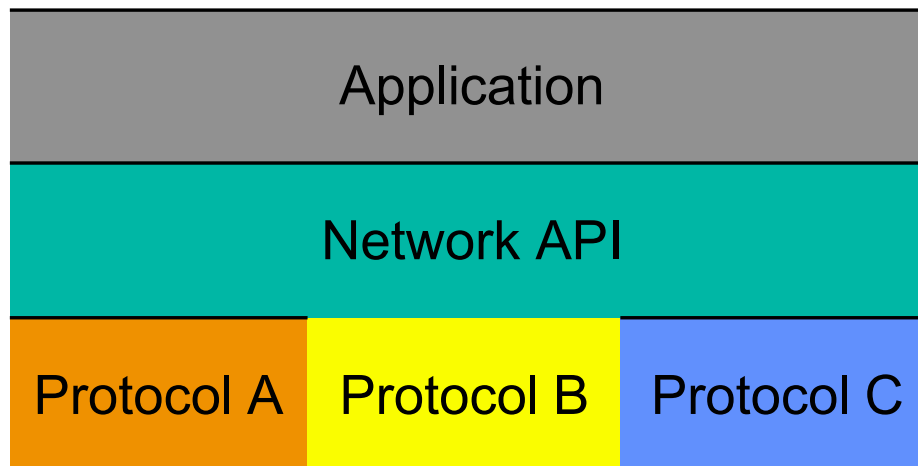 Application
Network API
Protocol A
Protocol B
Protocol C